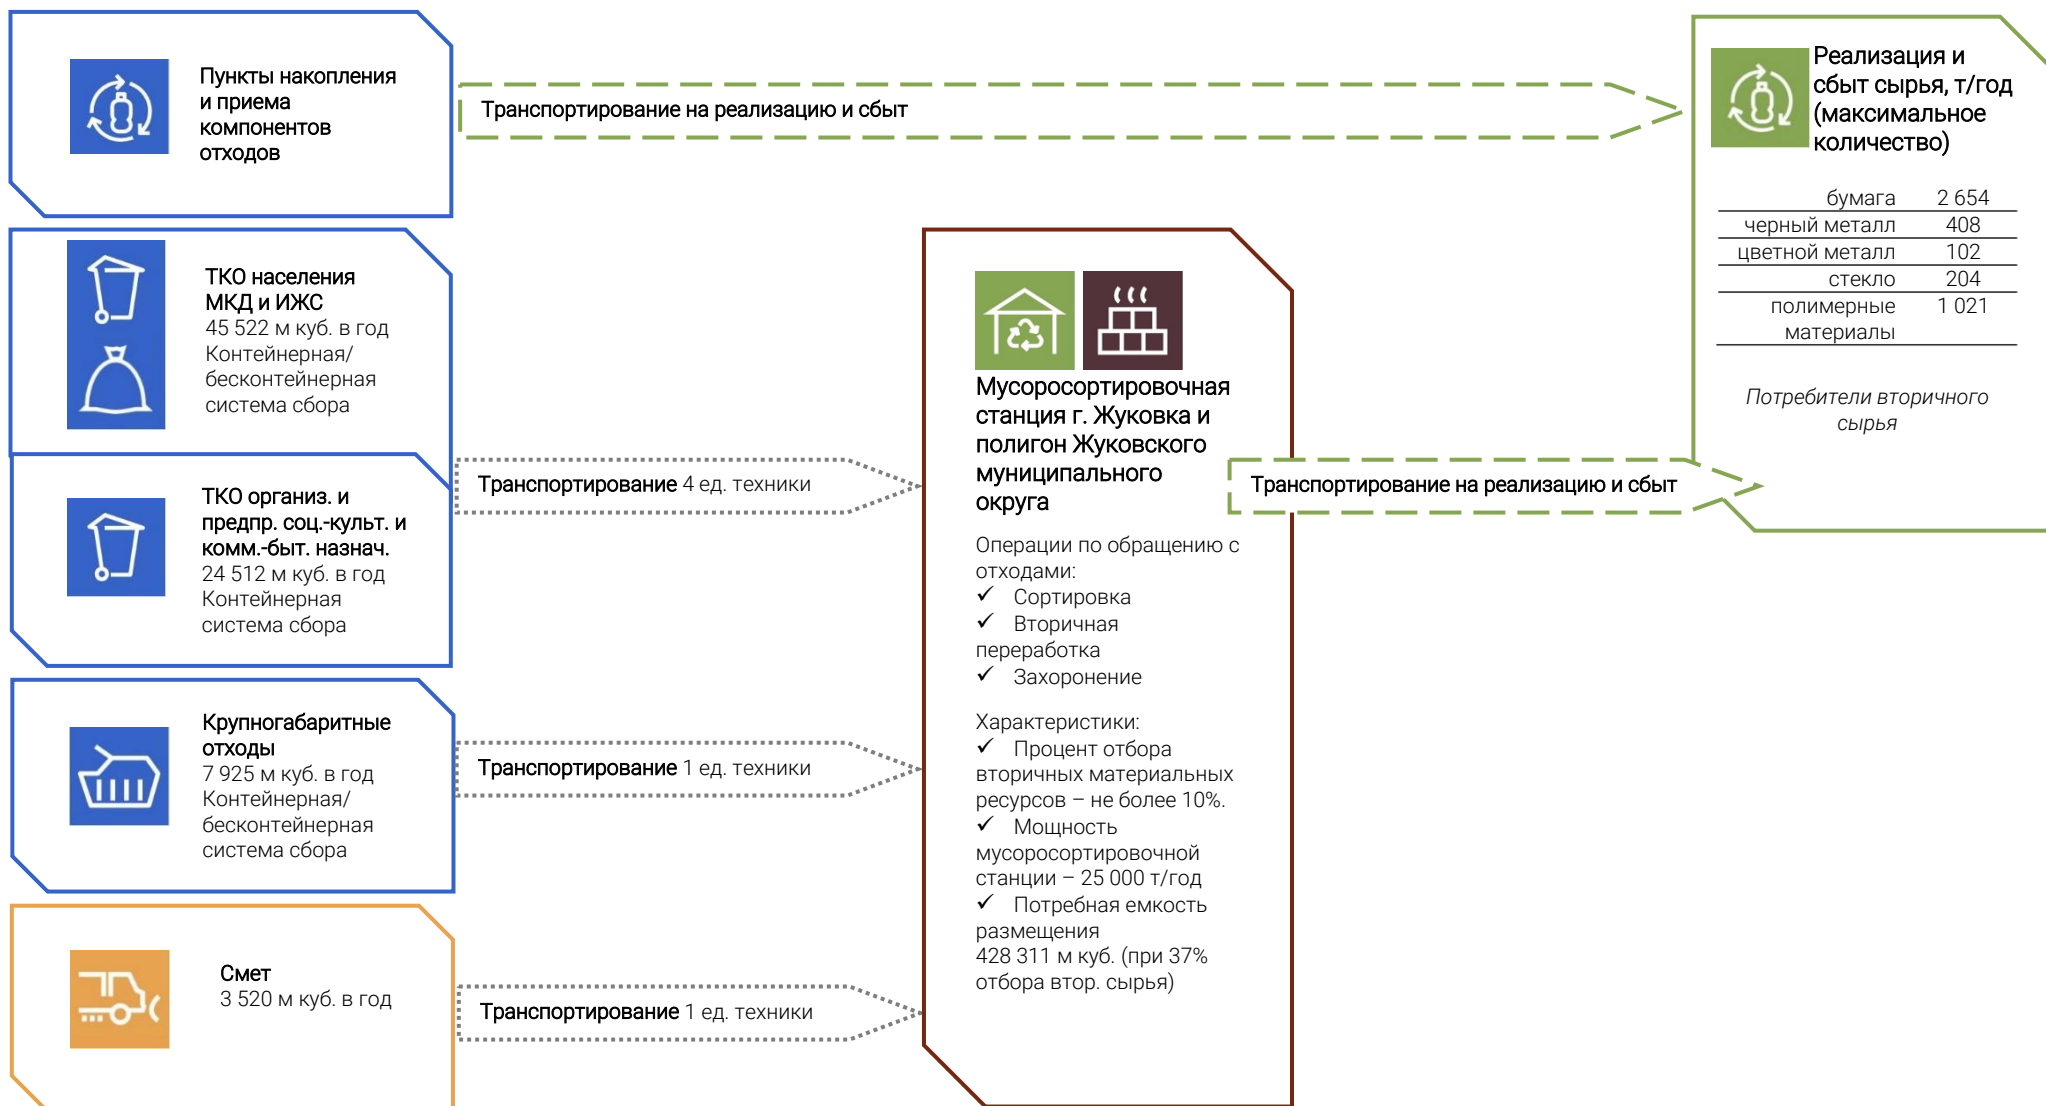 Пункты накопления
и приема
компонентов
отходов
Транспортирование на реализацию и сбыт
Реализация и
сбыт сырья, т/год
(максимальное
количество)
бумага 2 654
черный металл 408
цветной металл 102
стекло 204
полимерные 1 021
материалы
Потребители вторичного
сырья
ТКО населения
МКД и ИЖС
45 522 м куб. в год
Контейнерная/
бесконтейнерная
система сбора
ТКО организ. и
предпр. соц.-культ. и
комм.-быт. назнач.
24 512 м куб. в год
Контейнерная
система сбора
Транспортирование 4 ед. техники
Крупногабаритные
отходы
7 925 м куб. в год
Контейнерная/
бесконтейнерная
система сбора
Транспортирование 1 ед. техники
Смет
3 520 м куб. в год
Транспортирование 1 ед. техники
Мусоросортировочная
станция г. Жуковка и
полигон Жуковского
муниципального
округа
Операции по обращению с
отходами:
✓ Сортировка
✓ Вторичная
переработка
✓ Захоронение
Характеристики:
✓ Процент отбора
вторичных материальных
ресурсов – не более 10%.
✓ Мощность
мусоросортировочной
станции – 25 000 т/год
✓ Потребная емкость
размещения
428 311 м куб. (при 37%
отбора втор. сырья)
Транспортирование на реализацию и сбыт